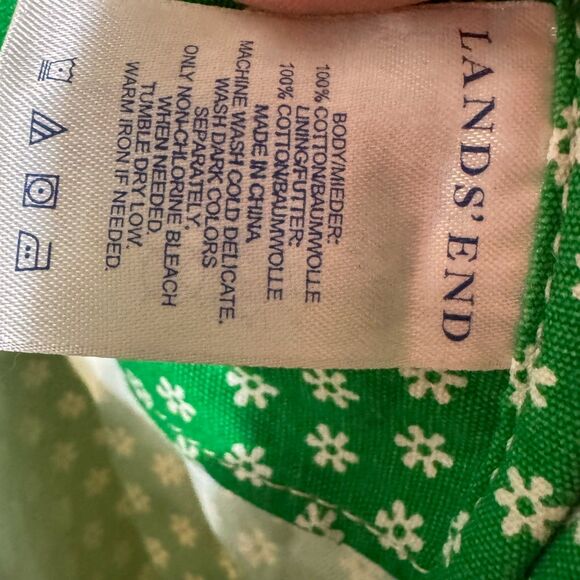 LANDS' END
BODY/MIEDER:
100% COTTON/BAUMWOLLE
LINING/FUTTER:
100% COTTON/BAUMWOLLE
MADE IN CHINA
MACHINE WASH COLD DELICATE.
WASH DARK COLORS
SEPARATELY.
ONLY NON-CHLORINE BLEACH
WHEN NEEDED.
TUMBLE DRY LOW.
WARM IRON IF NEEDED.